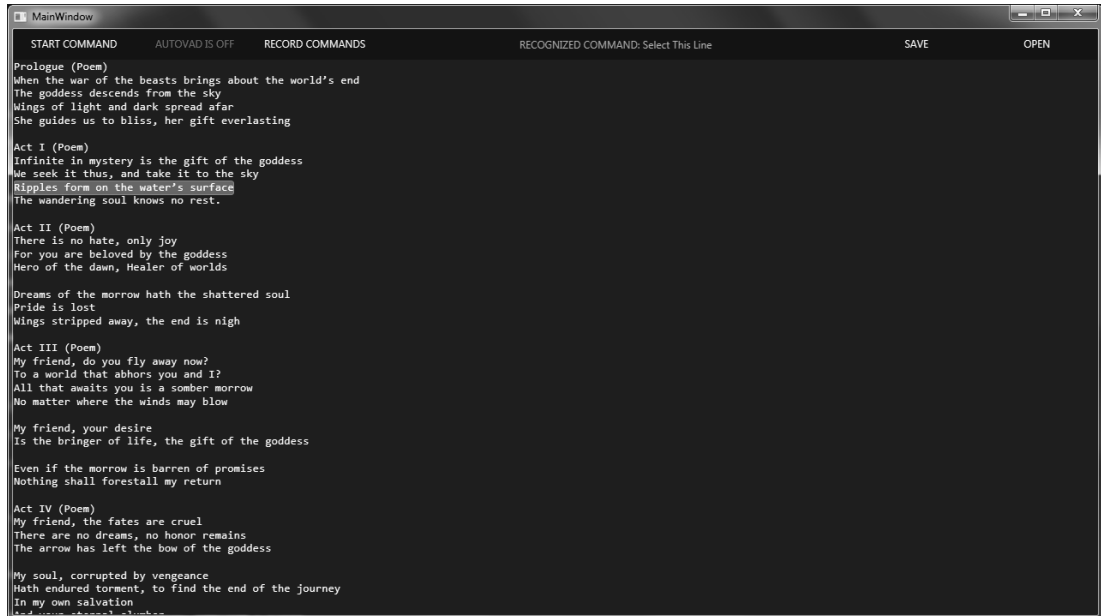 MainWindow
START COMMAND AUTOVAD IS OFF RECORD COMMANDS RECOGNIZED COMMAND: Select This Line SAVE OPEN
Prologue (Poem)
When the war of the beasts brings about the world’s end
The goddess descends from the sky
Wings of light and dark spread afar
She guides us to bliss, her gift everlasting
Act I (Poem)
Infinite in mystery is the gift of the goddess
We seek it thus, and take it to the sky
Ripples form on the water’s surface
The wandering soul knows no rest.
Act II (Poem)
There is no hate, only joy
For you are beloved by the goddess
Hero of the dawn, Healer of worlds
Dreams of the morrow hath the shattered soul
Pride is lost
Wings stripped away, the end is nigh
Act III (Poem)
My friend, do you fly away now?
To a world that abhors you and I?
All that awaits you is a somber morrow
No matter where the winds may blow
My friend, your desire
Is the bringer of life, the gift of the goddess
Even if the morrow is barren of promises
Nothing shall forestall my return
Act IV (Poem)
My friend, the fates are cruel
There are no dreams, no honor remains
The arrow has left the bow of the goddess
My soul, corrupted by vengeance
Hath endured torment, to find the end of the journey
In my own salvation
And your eternal slumber